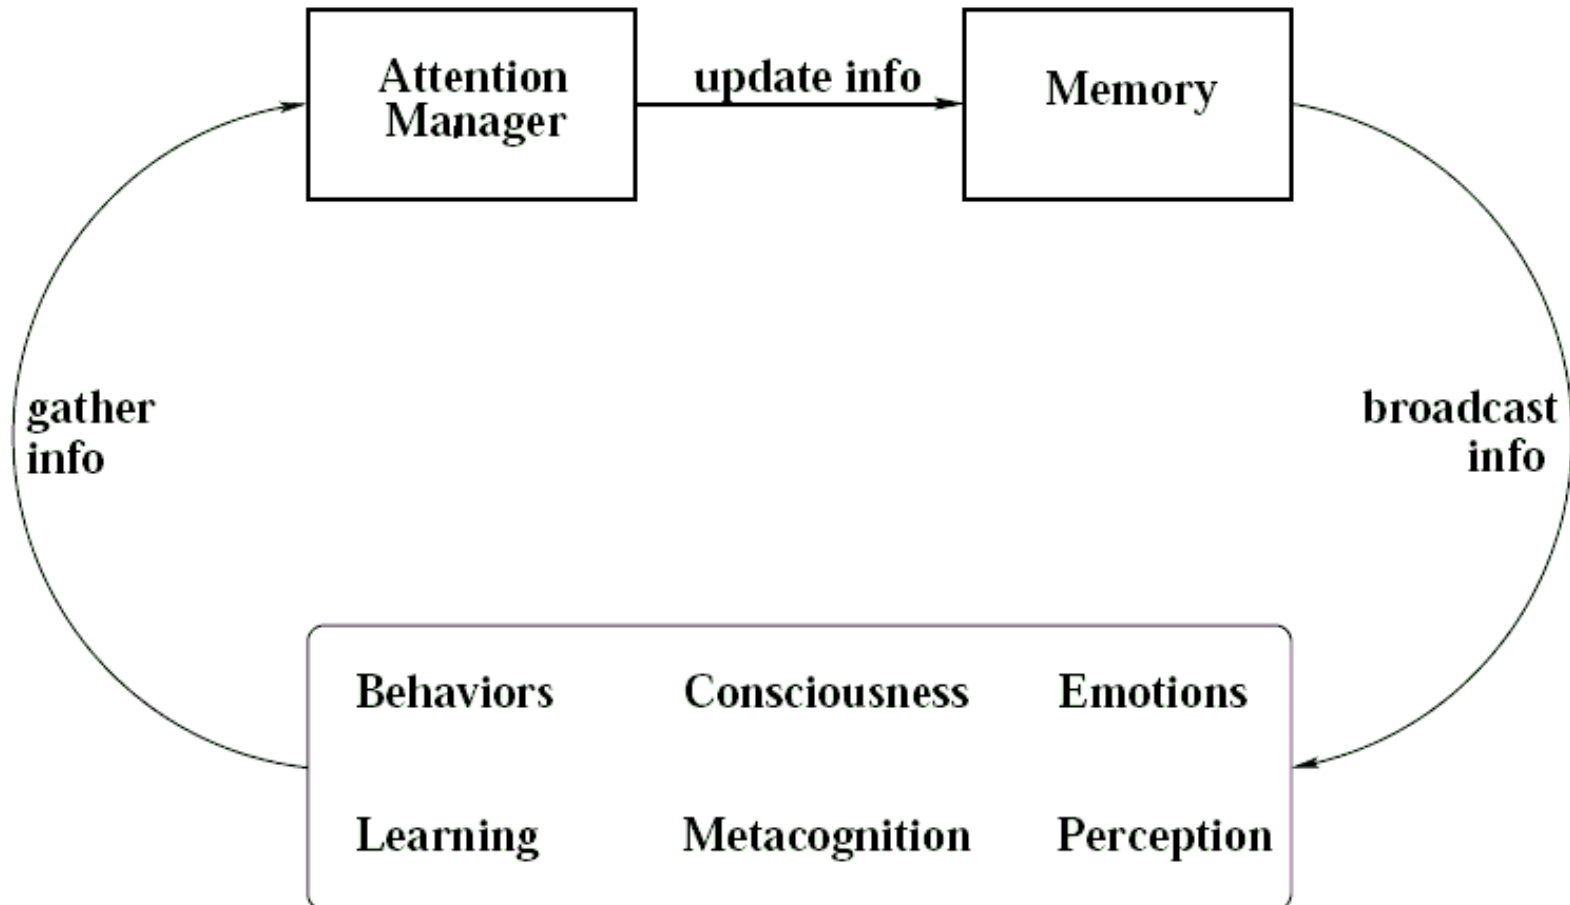 Attention
Manager
update info
Memory
gather
info
broadcast
info
Behaviors Consciousness Emotions
Learning Metacognition Perception